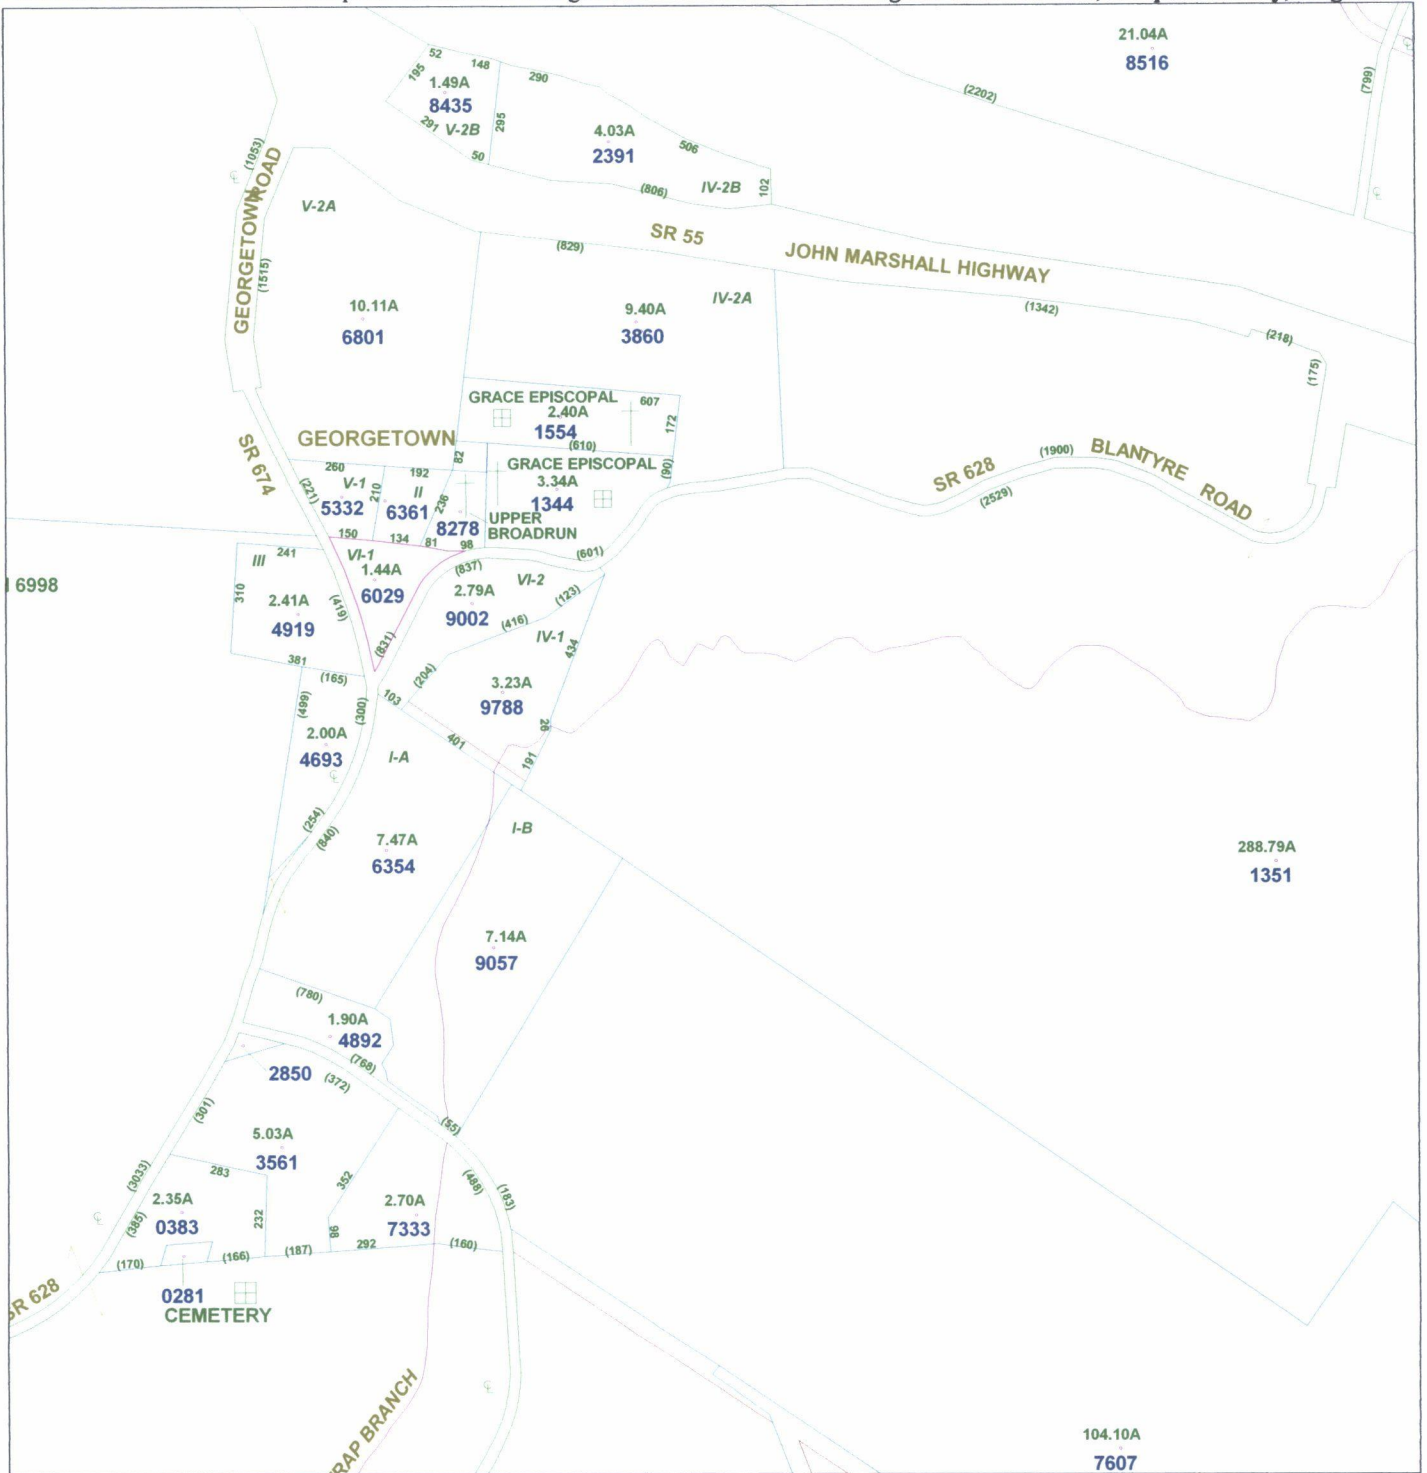 21.04A
8516
(2202)
(799)
52
148
290
195
1.49A
8435
291
V-2B
295
50
4.03A
2391
506
(806)
IV-2B
102
(1053)
GEORGETOWN ROAD
V-2A
(1515)
(829)
SR 55
JOHN MARSHALL HIGHWAY
10.11A
6801
9.40A
3860
IV-2A
(1342)
(218)
(175)
GRACE EPISCOPAL
2.40A
607
1554
172
(610)
(90)
GEORGETOWN
82
SR 674
260
192
GRACE EPISCOPAL
3.34A
1344
V-1
II
(221)
210
236
5332
6361
8278
UPPER
BROADRUN
SR 628
(1900)
BLANTYRE ROAD
(2529)
150
134
81
98
(601)
III
241
VI-1
1.44A
6029
(837)
VI-2
2.79A
9002
(123)
(416)
I 6998
310
2.41A
4919
(419)
(831)
IV-1
434
381
(165)
(204)
103
3.23A
9788
(499)
(300)
2.00A
4693
401
26
191
I-A
(254)
(840)
7.47A
6354
I-B
288.79A
1351
7.14A
9057
(780)
1.90A
4892
(768)
2850
(372)
(301)
(55)
5.03A
3561
283
352
(488)
(183)
(3033)
2.35A
0383
232
2.70A
7333
(385)
86
(170)
(166)
(187)
292
(160)
0281
CEMETERY
SR 628
RAP BRANCH
104.10A
7607